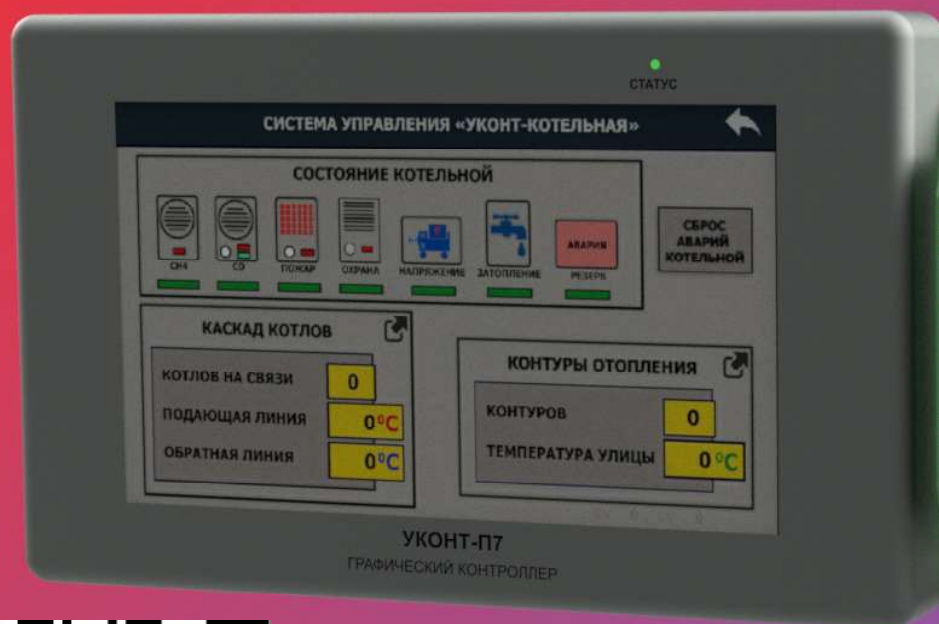 СТАТУС
СИСТЕМА УПРАВЛЕНИЯ «УКОНТ-КОТЕЛЬНАЯ»
СОСТОЯНИЕ КОТЕЛЬНОЙ
АВАРИЯ
CH4 CO ПОЖАР ОХРАНА НАПРЯЖЕНИЕ ЗАТОПЛЕНИЕ РЕЗЕРВ
СБРОС
АВАРИЙ
КОТЕЛЬНОЙ
КАСКАД КОТЛОВ
КОТЛОВ НА СВЯЗИ 0
ПОДАЮЩАЯ ЛИНИЯ 0°C
ОБРАТНАЯ ЛИНИЯ 0°C
КОНТУРЫ ОТОПЛЕНИЯ
КОНТУРОВ 0
ТЕМПЕРАТУРА УЛИЦЫ 0°C
УКОНТ-П7
ГРАФИЧЕСКИЙ КОНТРОЛЛЕР